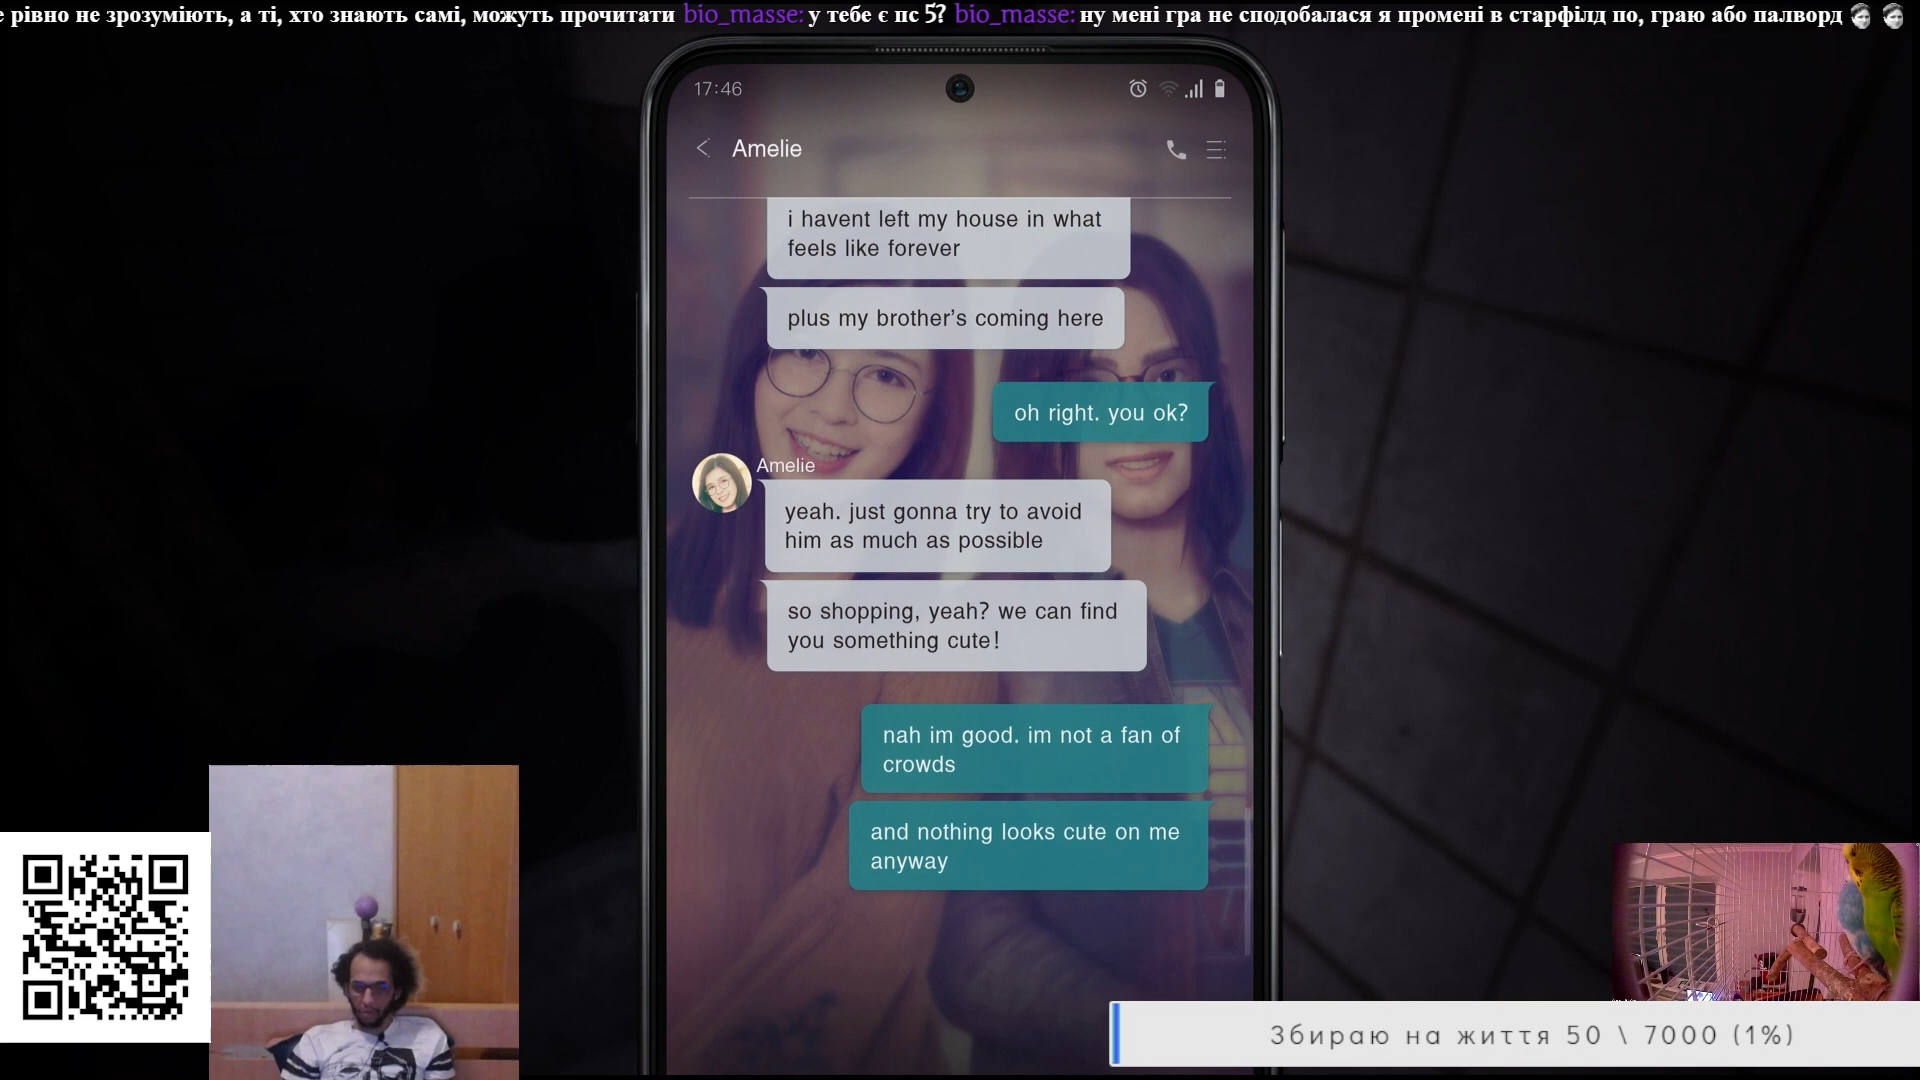 е рівно не зрозуміють, а ті, хто знають самі, можуть прочитати bio_masse: у тебе є пс 5? bio_masse: ну мені гра не сподобалася я промені в старфілд по, граю або палворд
17:46
Amelie
i havent left my house in what
feels like forever
plus my brother's coming here
oh right. you ok?
Amelie
yeah. just gonna try to avoid
him as much as possible
so shopping, yeah? we can find
you something cute!
nah im good. im not a fan of
crowds
and nothing looks cute on me
anyway
Збираю на життя 50 \ 7000 (1%)